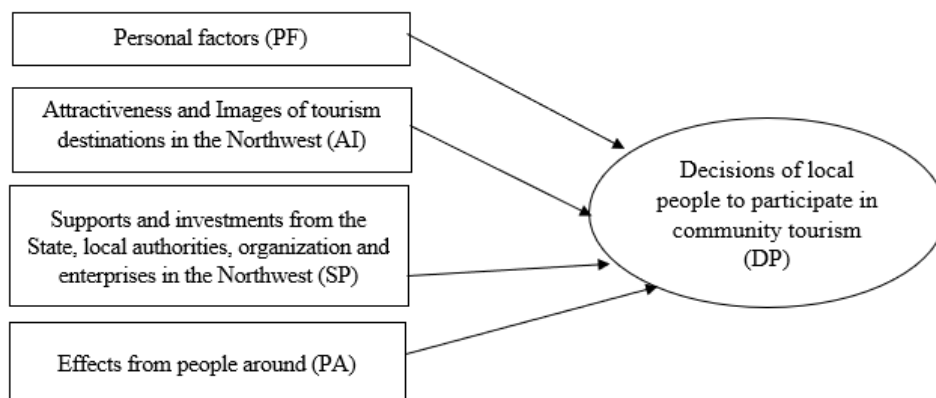 Personal factors (PF)
Attractiveness and Images of tourism
destinations in the Northwest (AI)
Supports and investments from the
State, local authorities, organization and
enterprises in the Northwest (SP)
Effects from people around (PA)
Decisions of local
people to participate in
community tourism
(DP)